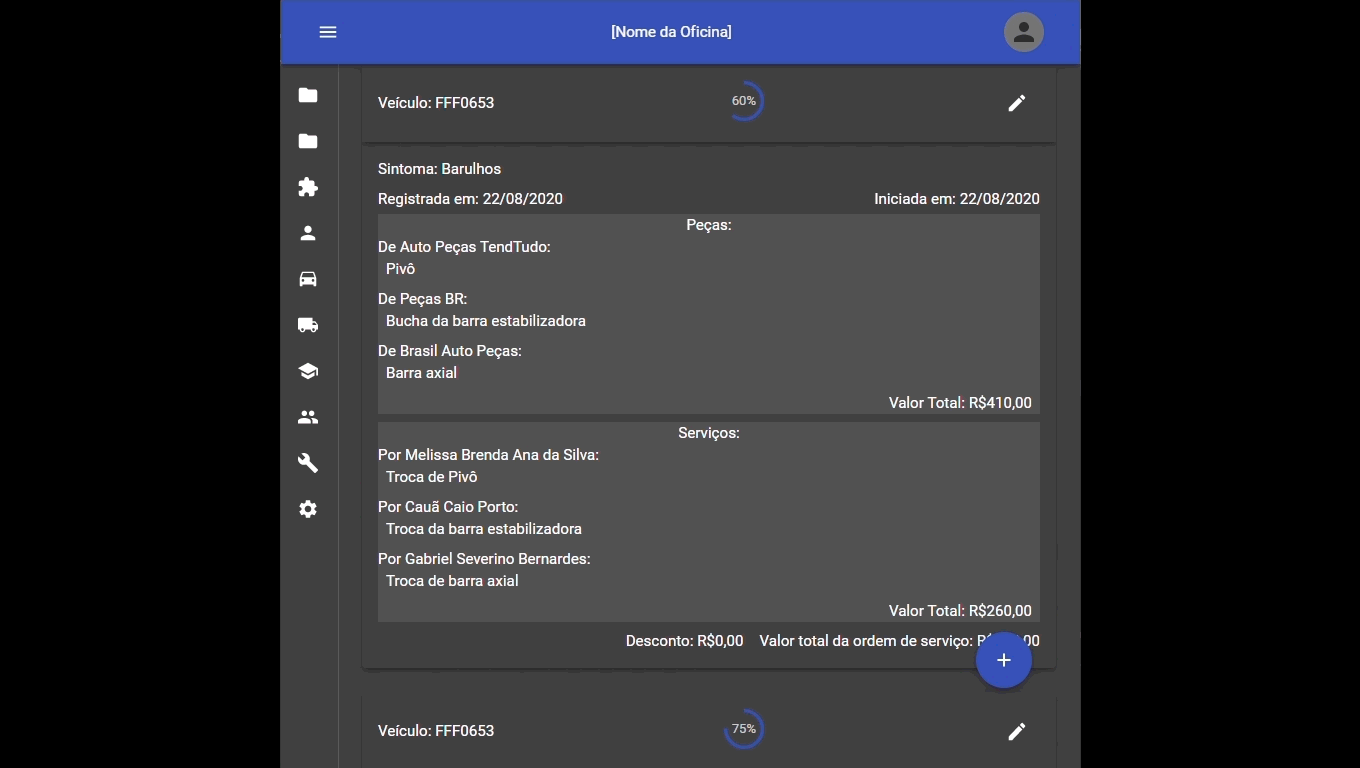 [Nome da Oficina]
Veículo: FFF0653
60%
Sintoma: Barulhos
Registrada em: 22/08/2020
Iniciada em: 22/08/2020
Peças:
De Auto Peças TendTudo:
Pivô
De Peças BR:
Bucha da barra estabilizadora
De Brasil Auto Peças:
Barra axial
Valor Total: R$410,00
Serviços:
Por Melissa Brenda Ana da Silva:
Troca de Pivô
Por Cauã Caio Porto:
Troca da barra estabilizadora
Por Gabriel Severino Bernardes:
Troca de barra axial
Valor Total: R$260,00
Desconto: R$0,00 Valor total da ordem de serviço:
Veículo: FFF0653
75%